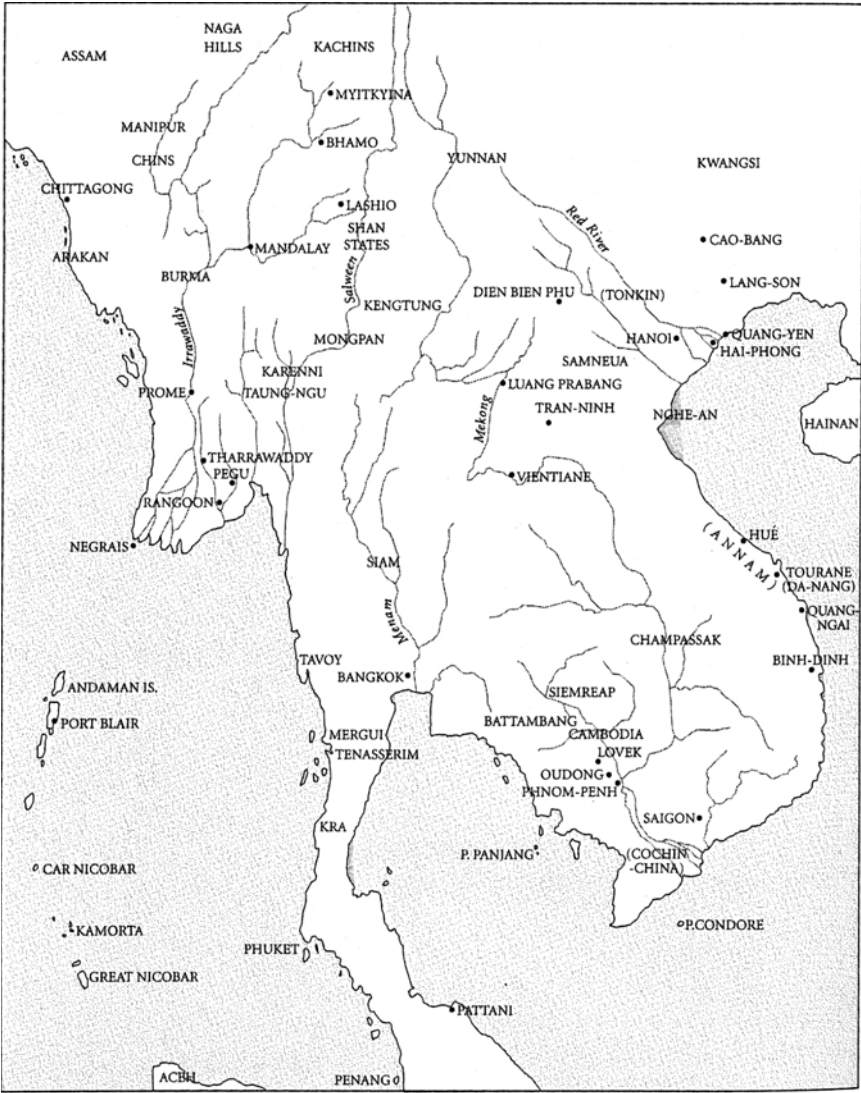 NAGA
HILLS
KACHINS
ASSAM
MYITKYINA
MANIPUR
BHAMO
CHINS
YUNNAN
KWANGSI
CHITTAGONG
LASHIO
Red River
SHAN
STATES
CAO-BANG
MANDALAY
ARAKAN
BURMA
Salween
LANG-SON
DIEN BIEN PHU
(TONKIN)
KENGTUNG
Irrawaddy
MONGPAN
HANOI
QUANG-YEN
HAI-PHONG
SAMNEUA
KARENNI
LUANG PRABANG
PROME
TAUNG-NGU
TRAN-NINH
NGHE-AN
HAINAN
Mekong
THARRAWADDY
PEGU
VIENTIANE
RANGOON
NEGRAIS
HUÉ
(ANNAM)
SIAM
TOURANE
(DA-NANG)
Menam
QUANG-
NGAI
CHAMPASSAK
TAVOY
BINH-DINH
BANGKOK
ANDAMAN IS.
SIEMREAP
PORT BLAIR
BATTAMBANG
MERGUI
CAMBODIA
TENASSERIM
LOVEK
OUDONG
PHNOM-PENH
SAIGON
KRA
P. PANJANG
(COCHIN
-CHINA)
CAR NICOBAR
KAMORTA
P.CONDORE
PHUKET
GREAT NICOBAR
PATTANI
ACEH
PENANG